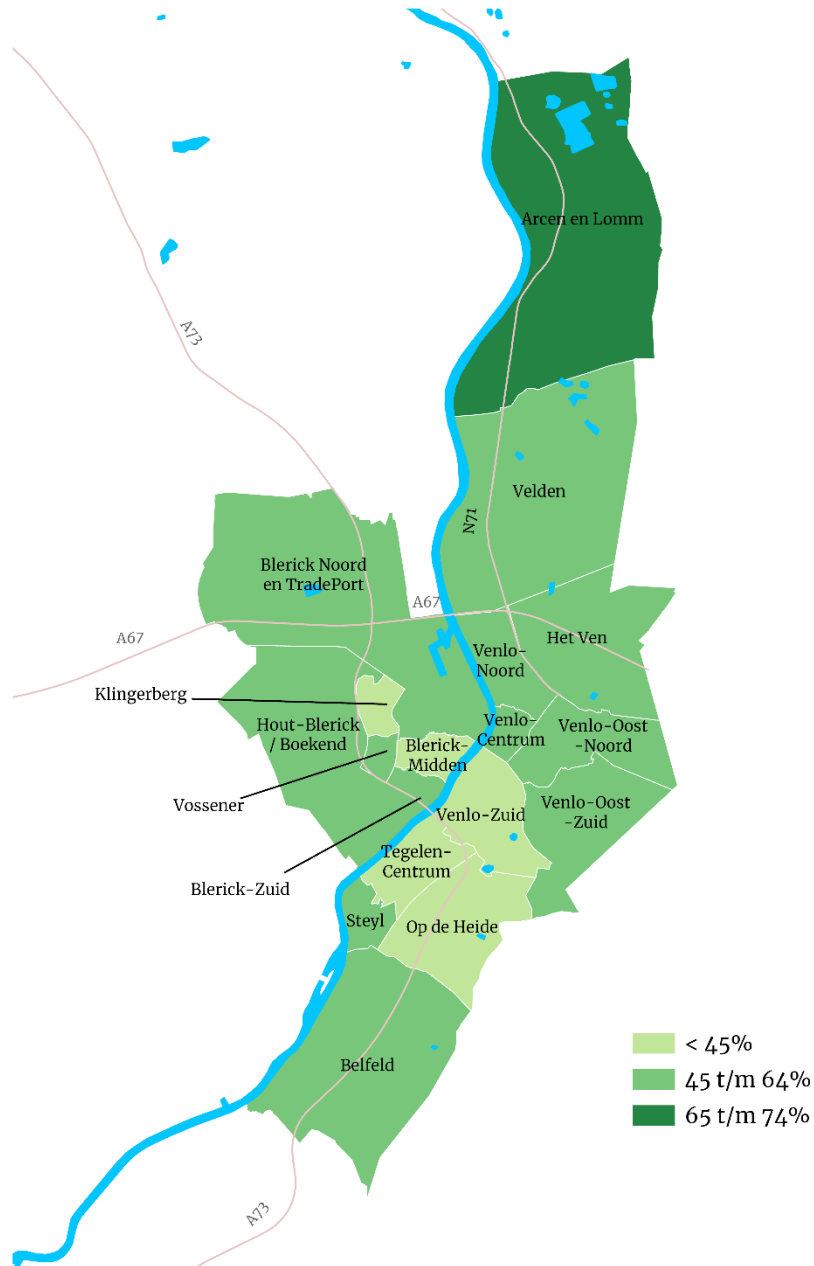 Arcen en Lomm
A73
Velden
N71
Blerick Noord
en TradePort
A67
A67
Het Ven
Venlo-
Noord
Klingerberg
Hout-Blerick
/ Boekend
Venlo-
Centrum
Venlo-Oost
-Noord
Blerick-
Midden
Vossener
Venlo-Zuid
Venlo-Oost
-Zuid
Tegelen-
Centrum
Blerick-Zuid
Steyl
Op de Heide
Belfeld
< 45%
45 t/m 64%
65 t/m 74%
A73